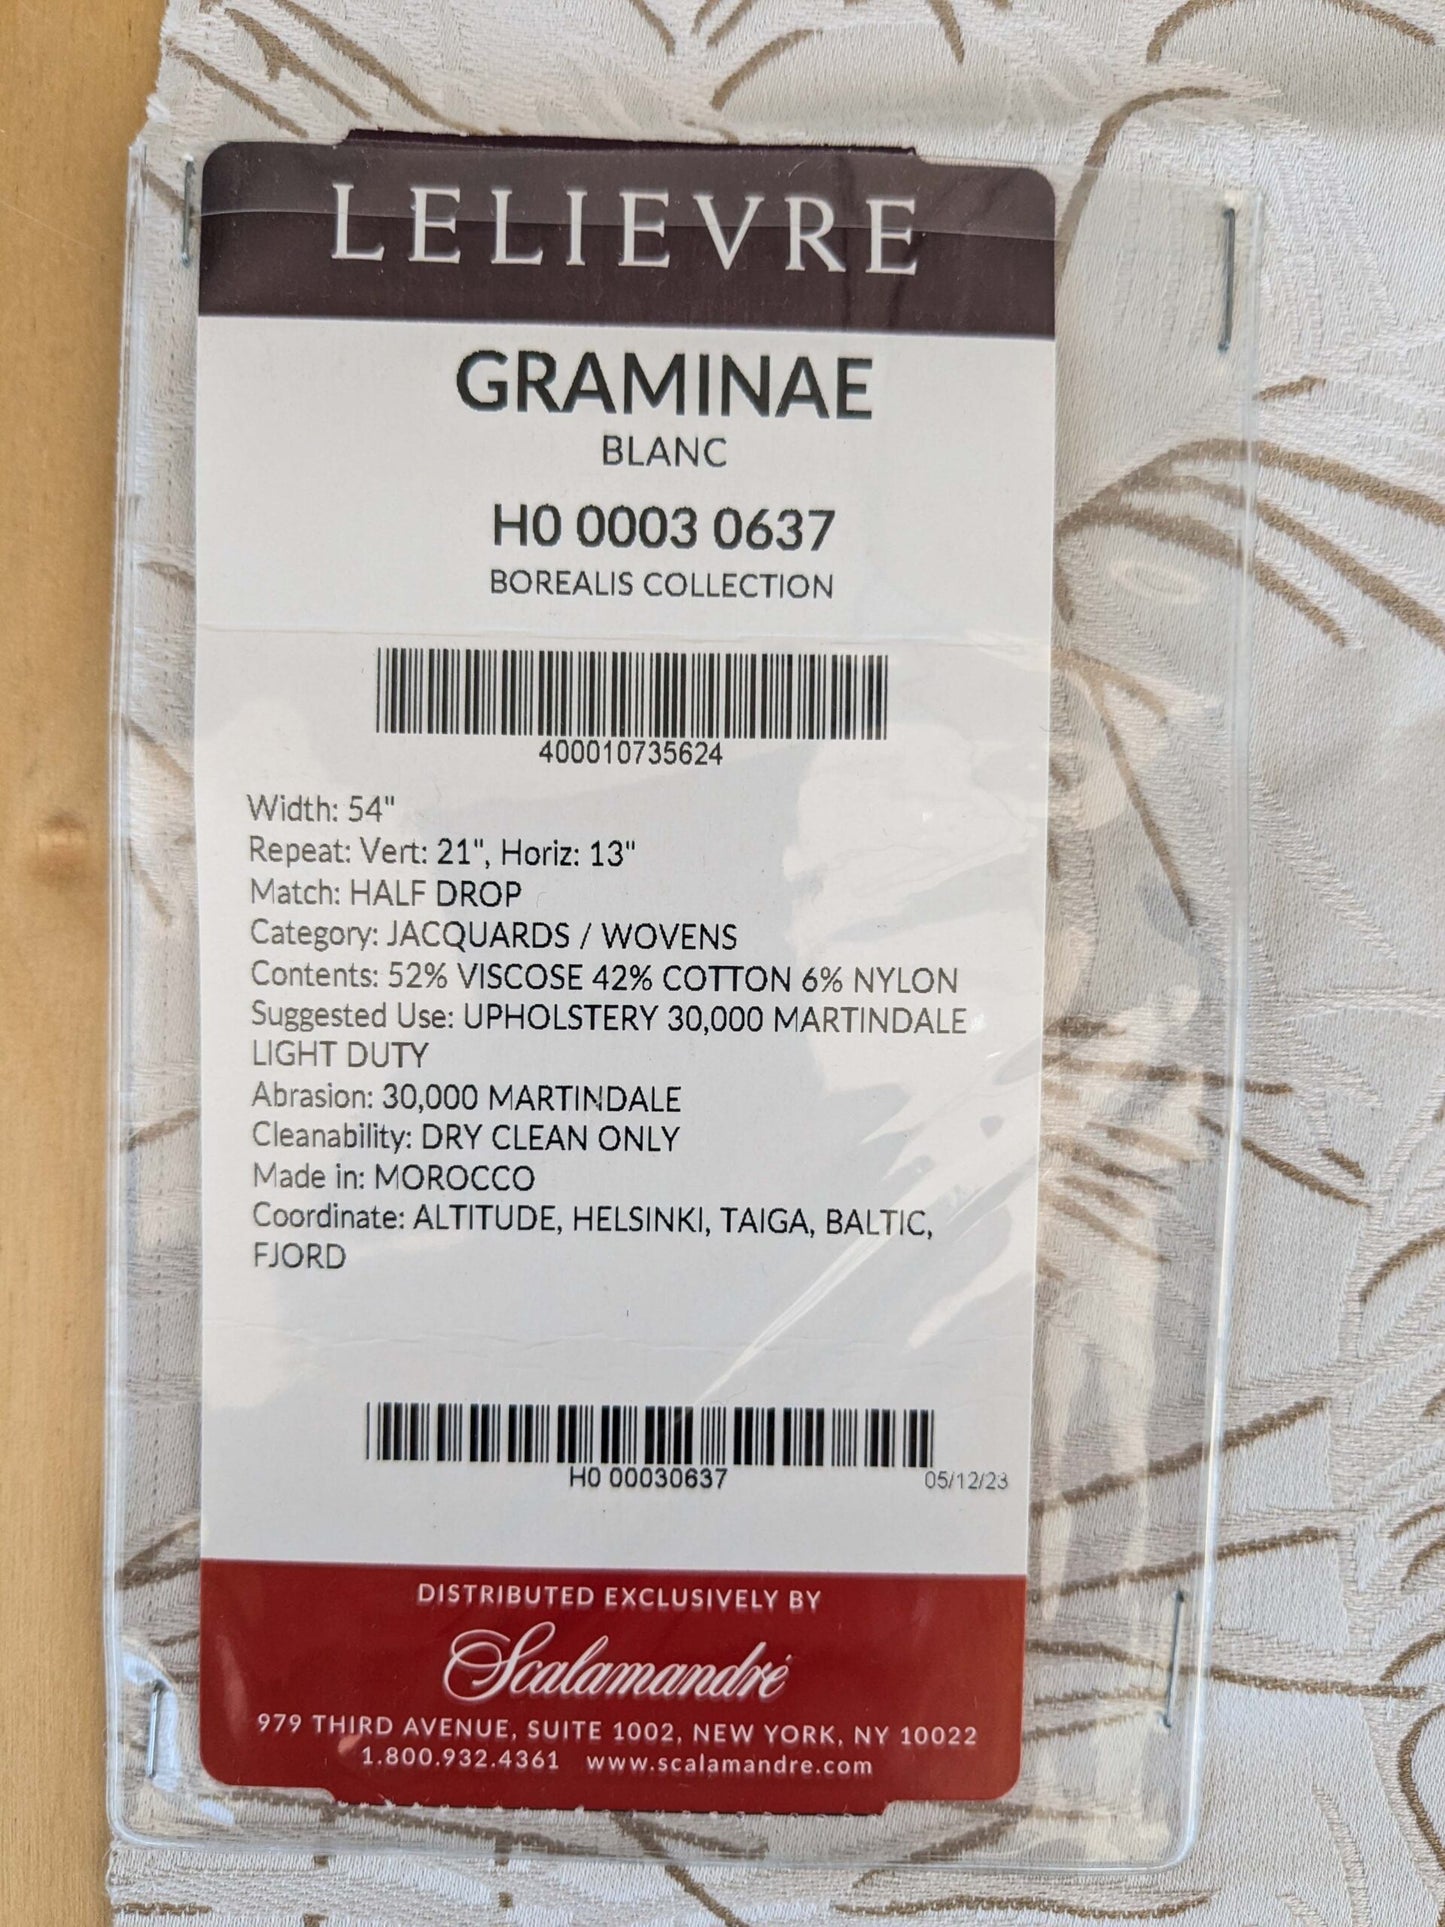 LELIEVRE
GRAMINAE
BLANC
H0 0003 0637
BOREALIS COLLECTION
400010735624
Width: 54"
Repeat: Vert: 21", Horiz: 13"
Match: HALF DROP
Category: JACQUARDS / WOVENS
Contents: 52% VISCOSE 42% COTTON 6% NYLON
Suggested Use: UPHOLSTERY 30,000 MARTINDALE
LIGHT DUTY
Abrasion: 30,000 MARTINDALE
Cleanability: DRY CLEAN ONLY
Made in: MOROCCO
Coordinate: ALTITUDE, HELSINKI, TAIGA, BALTIC,
FJORD
H0 00030637
05/12/23
DISTRIBUTED EXCLUSIVELY BY
Scalamandré
979 THIRD AVENUE, SUITE 1002, NEW YORK, NY 10022
1.800.932.4361 www.scalamandre.com